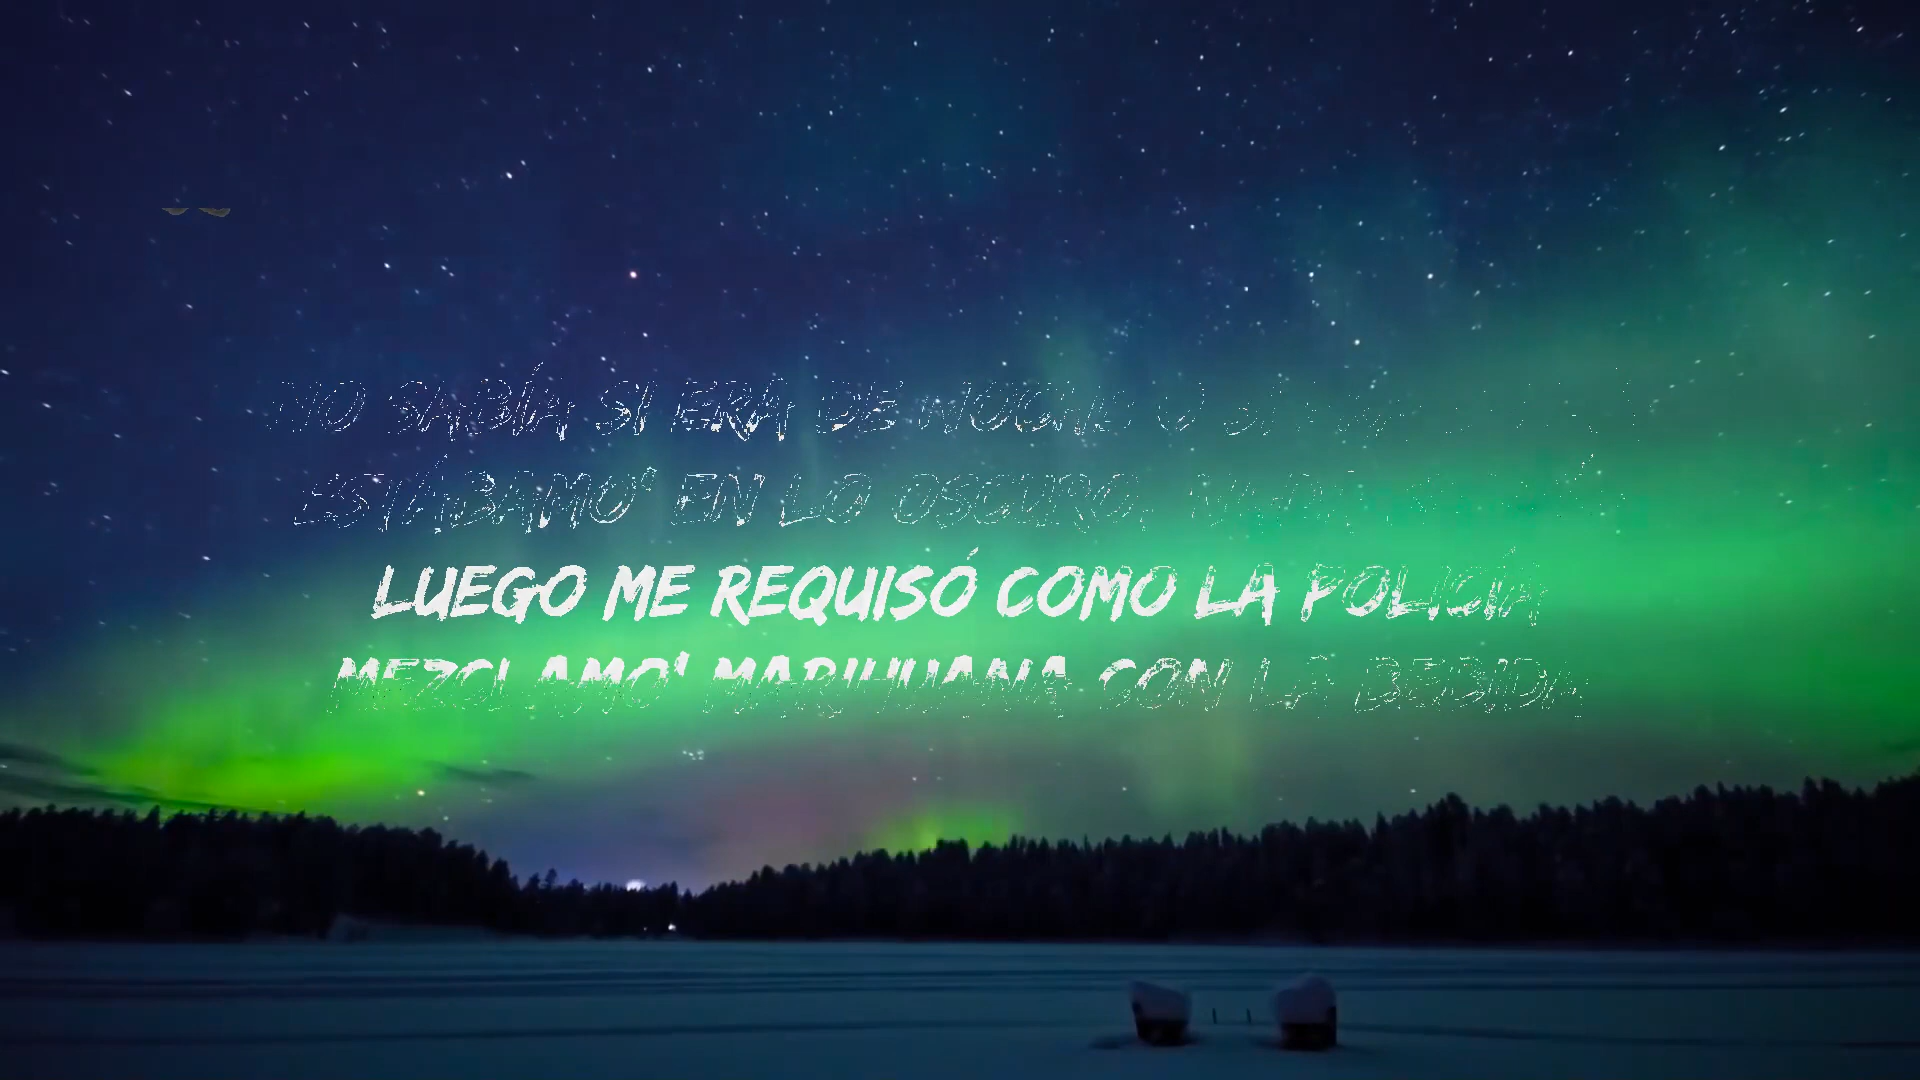 NO SABÍA SI ERA DE NOCHE O
ESTÁBAMO' EN LO OSCURO,
LUEGO ME REQUISÓ COMO LA POLICÍA
MEZCLAMO' MARIHUANA CON LA BEBIDA